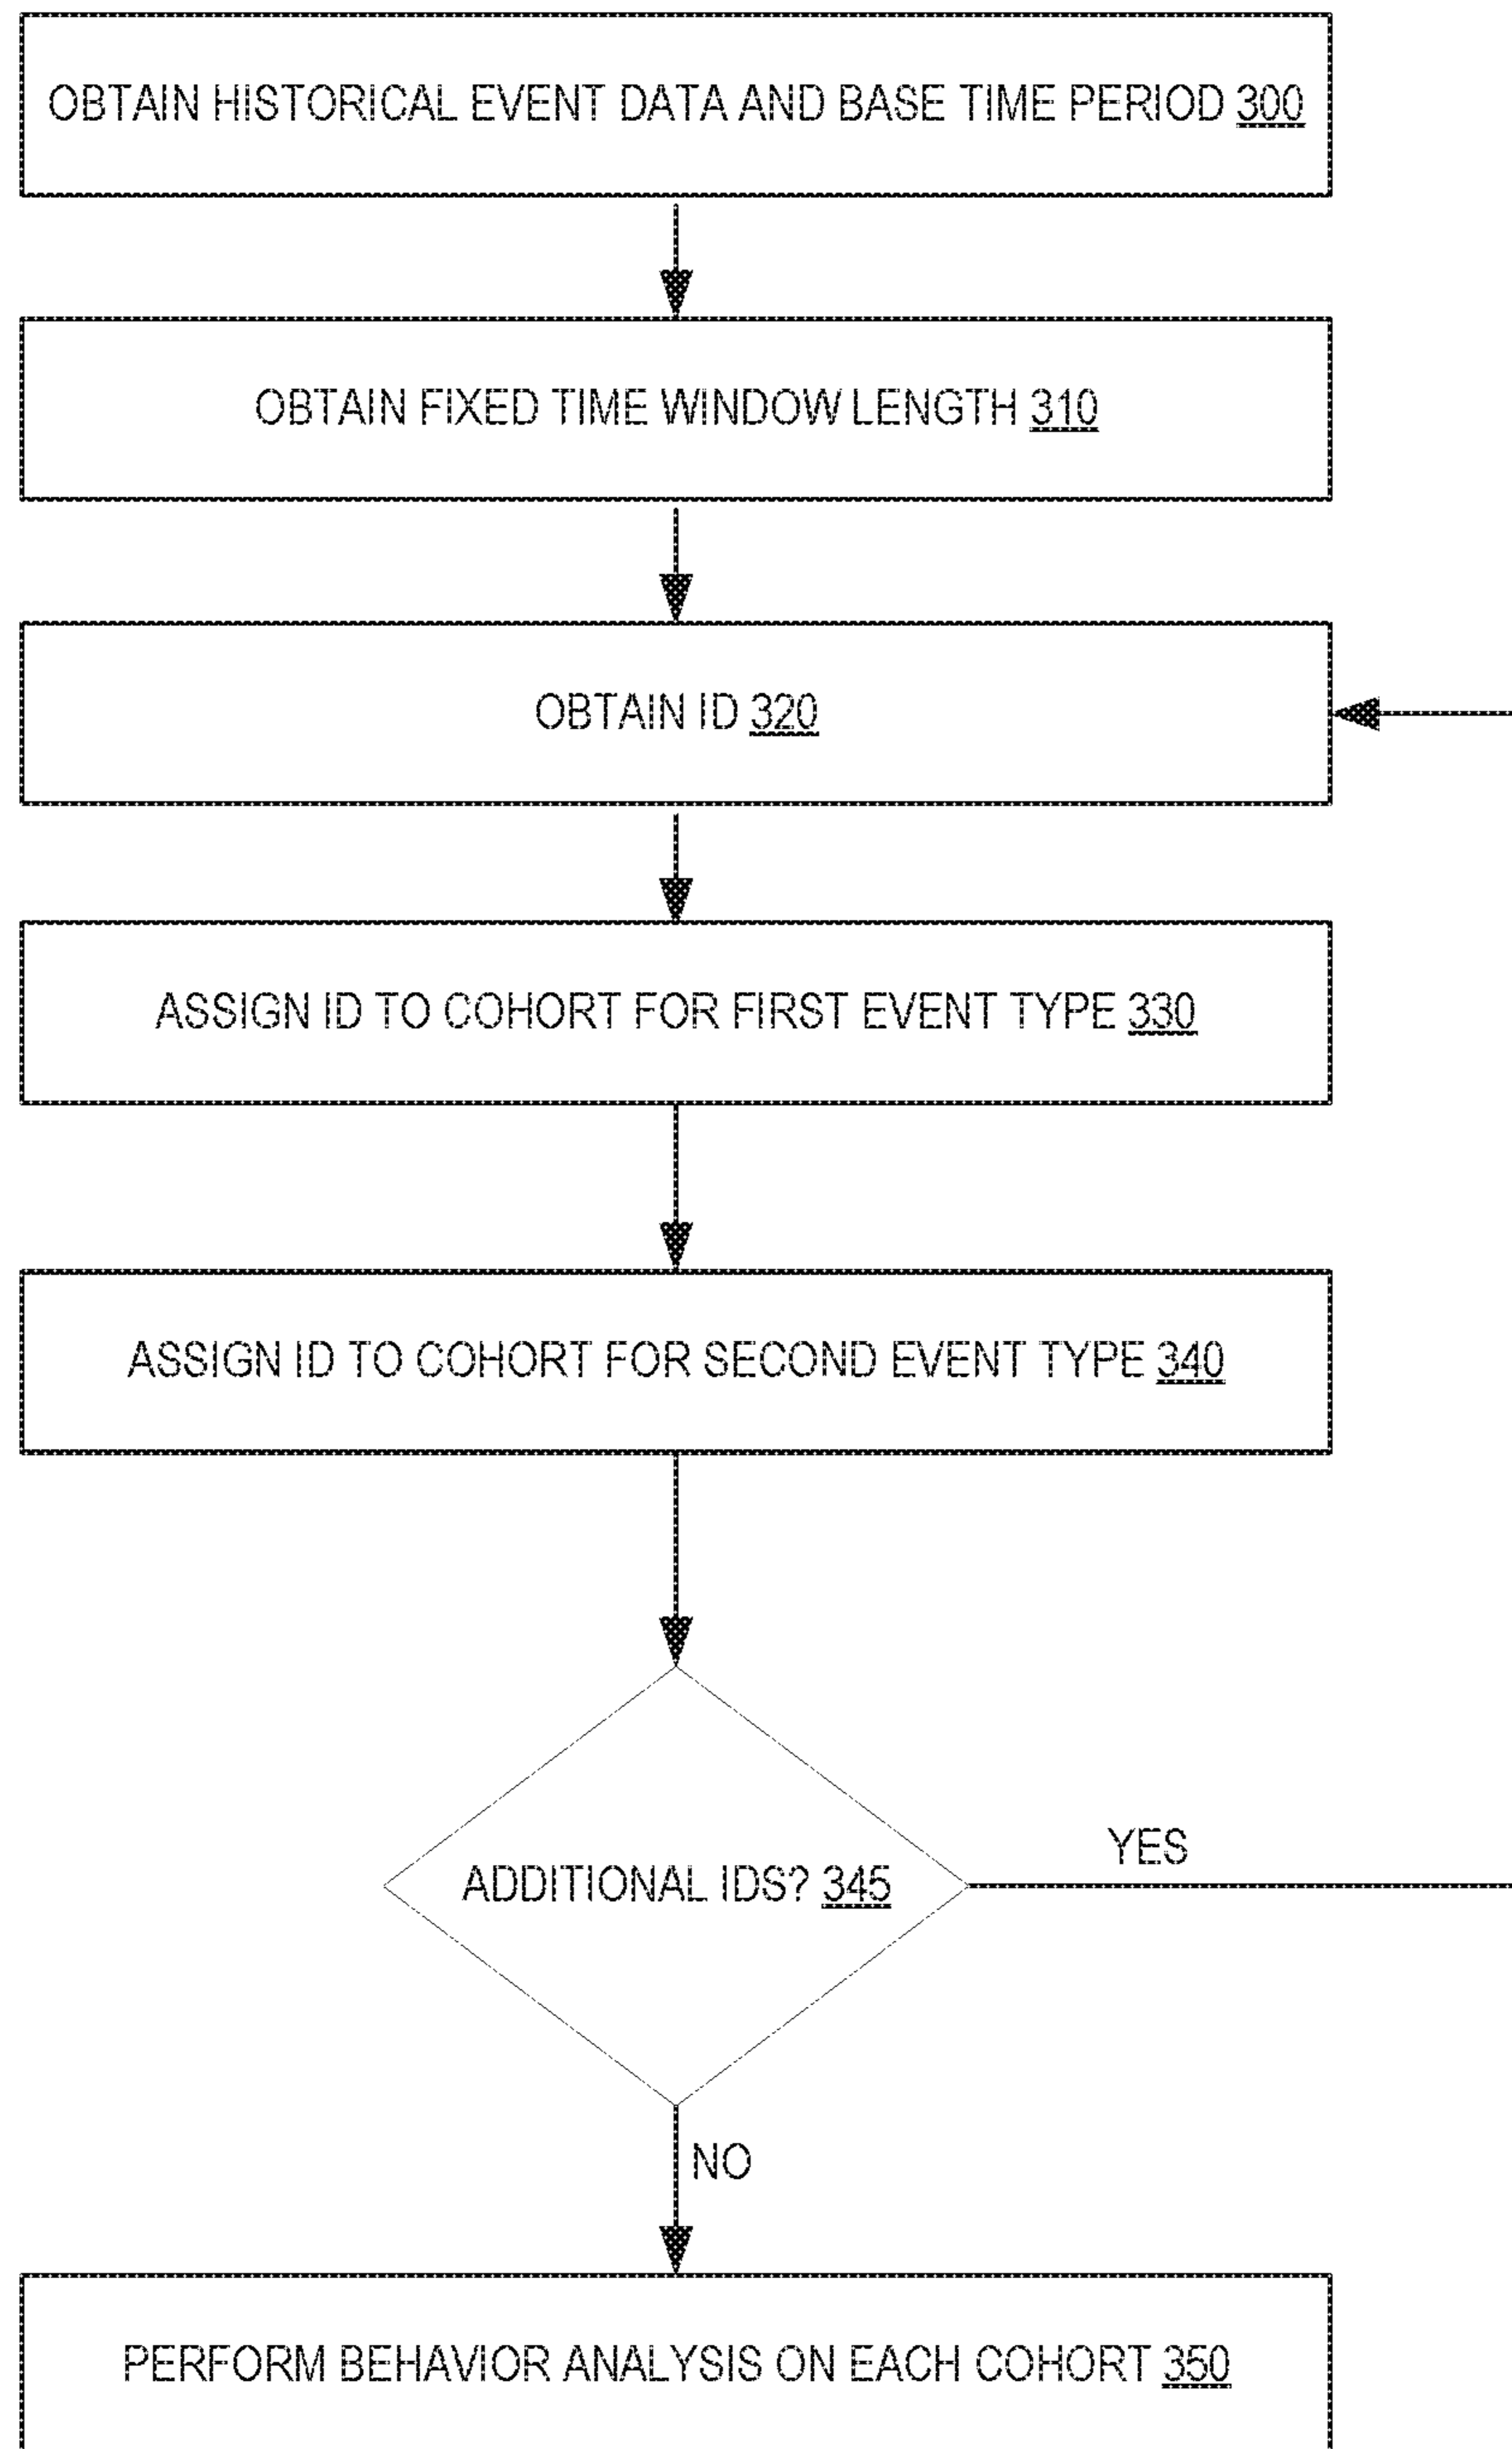 OBTAIN HISTORICAL EVENT DATA AND BASE TIME PERIOD 300
OBTAIN FIXED TIME WINDOW LENGTH 310
OBTAIN ID 320
ASSIGN ID TO COHORT FOR FIRST EVENT TYPE 330
ASSIGN ID TO COHORT FOR SECOND EVENT TYPE 340
ADDITIONAL IDS? 345
YES
NO
PERFORM BEHAVIOR ANALYSIS ON EACH COHORT 350